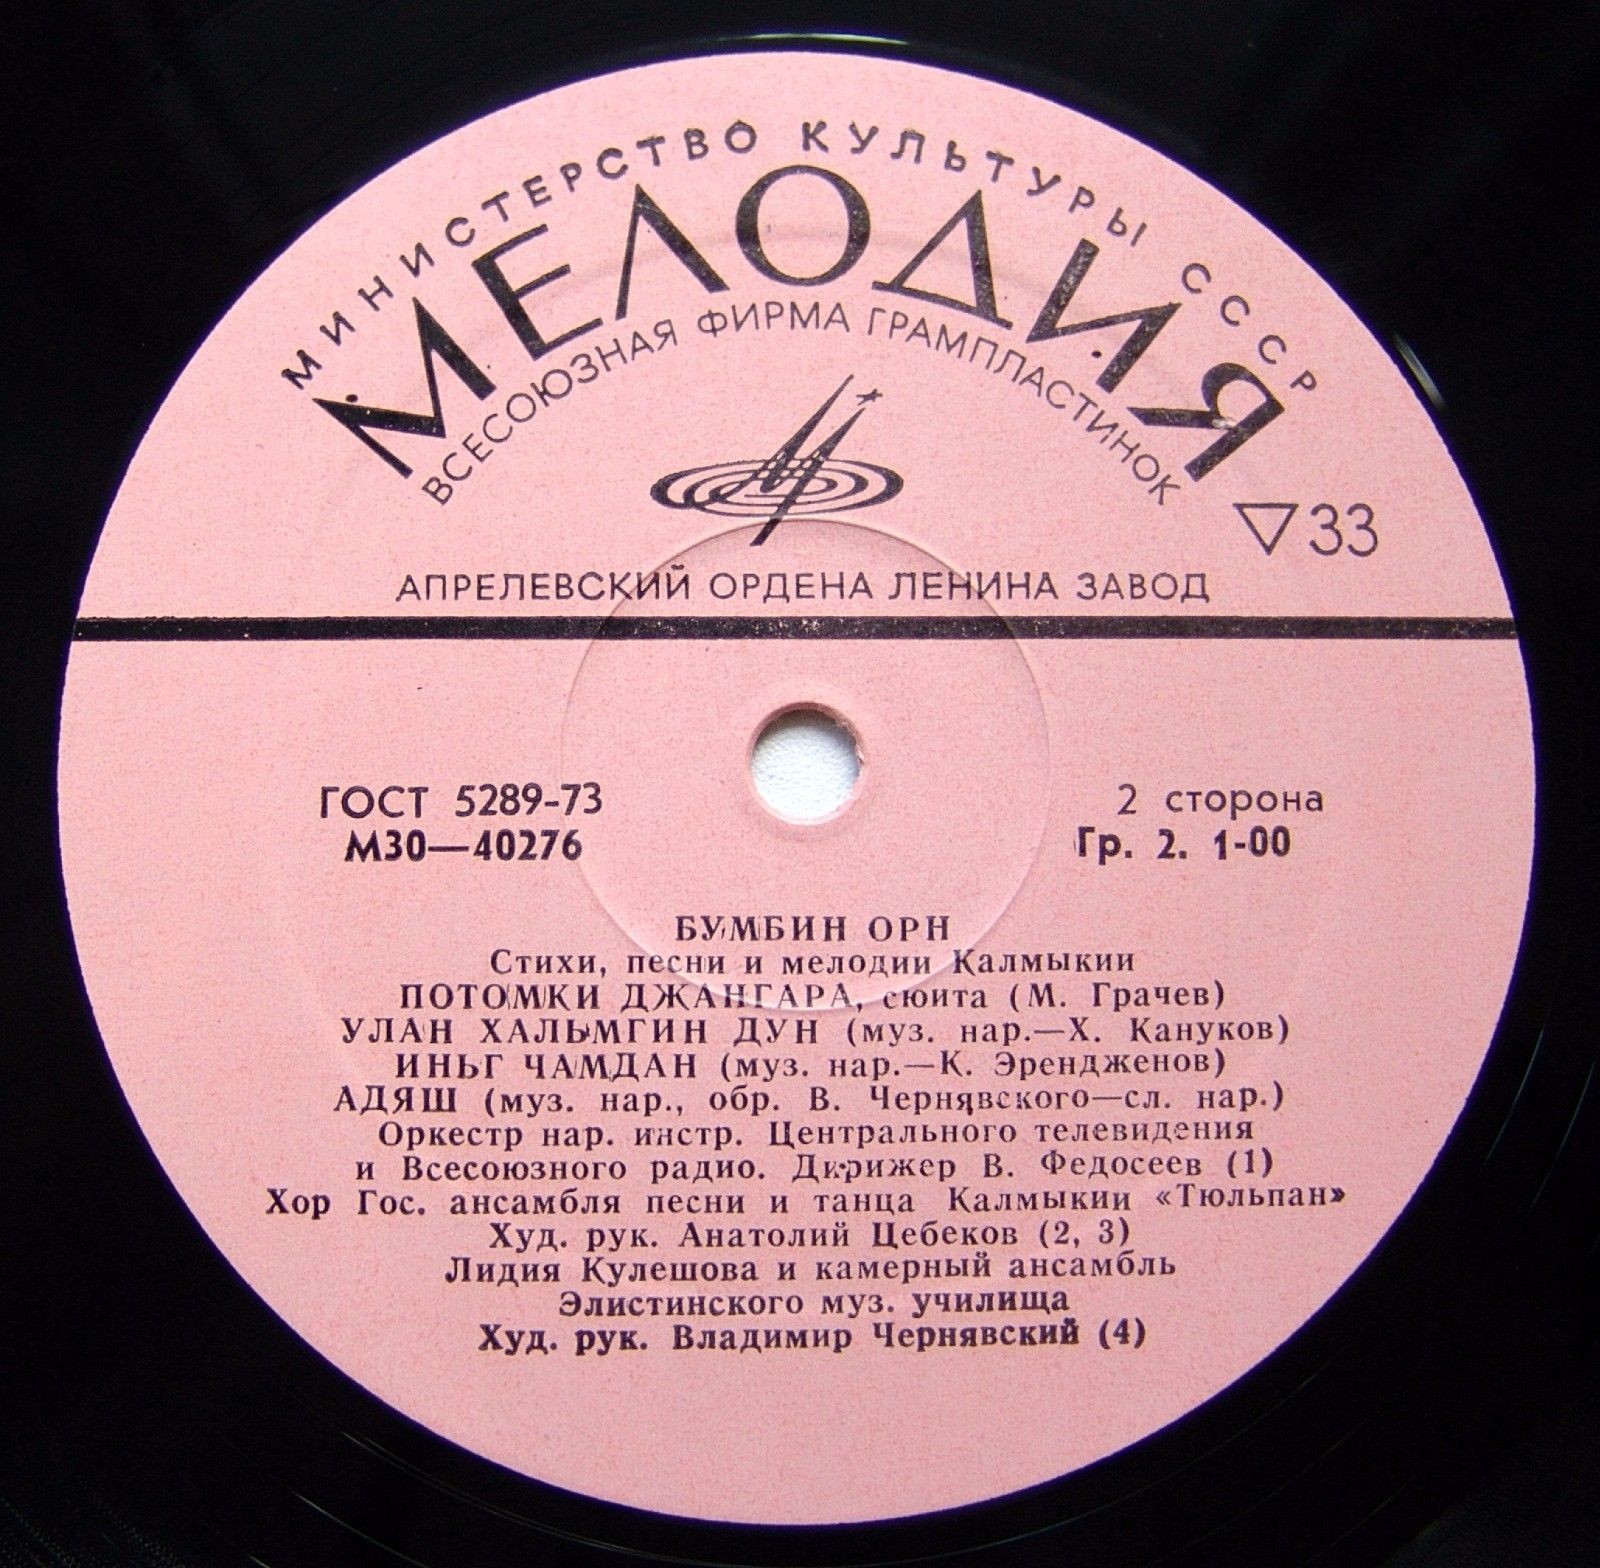 МИНИСТЕРСТВО КУЛЬТУРЫ СССР
МЕЛОДИЯ
ВСЕСОЮЗНАЯ ФИРМА ГРАМПЛАСТИНОК
▽33
АПРЕЛЕВСКИЙ ОРДЕНА ЛЕНИНА ЗАВОД
ГОСТ 5289-73
М30—40276
2 сторона
Гр. 2. 1-00
БУМБИН ОРН
Стихи, песни и мелодии Калмыкии
ПОТОМКИ ДЖАНГАРА, сюита (М. Грачев)
УЛАН ХАЛЬМГИН ДУН (муз. нар.—Х. Кануков)
ИНЬГ ЧАМДАН (муз. нар.—К. Эрендженов)
АДЯШ (муз. нар., обр. В. Чернявского—сл. нар.)
Оркестр нар. инстр. Центрального телевидения
и Всесоюзного радио. Дирижер В. Федосеев (1)
Хор Гос. ансамбля песни и танца Калмыкии «Тюльпан»
Худ. рук. Анатолий Цебеков (2, 3)
Лидия Кулешова и камерный ансамбль
Элистинского муз. училища
Худ. рук. Владимир Чернявский (4)